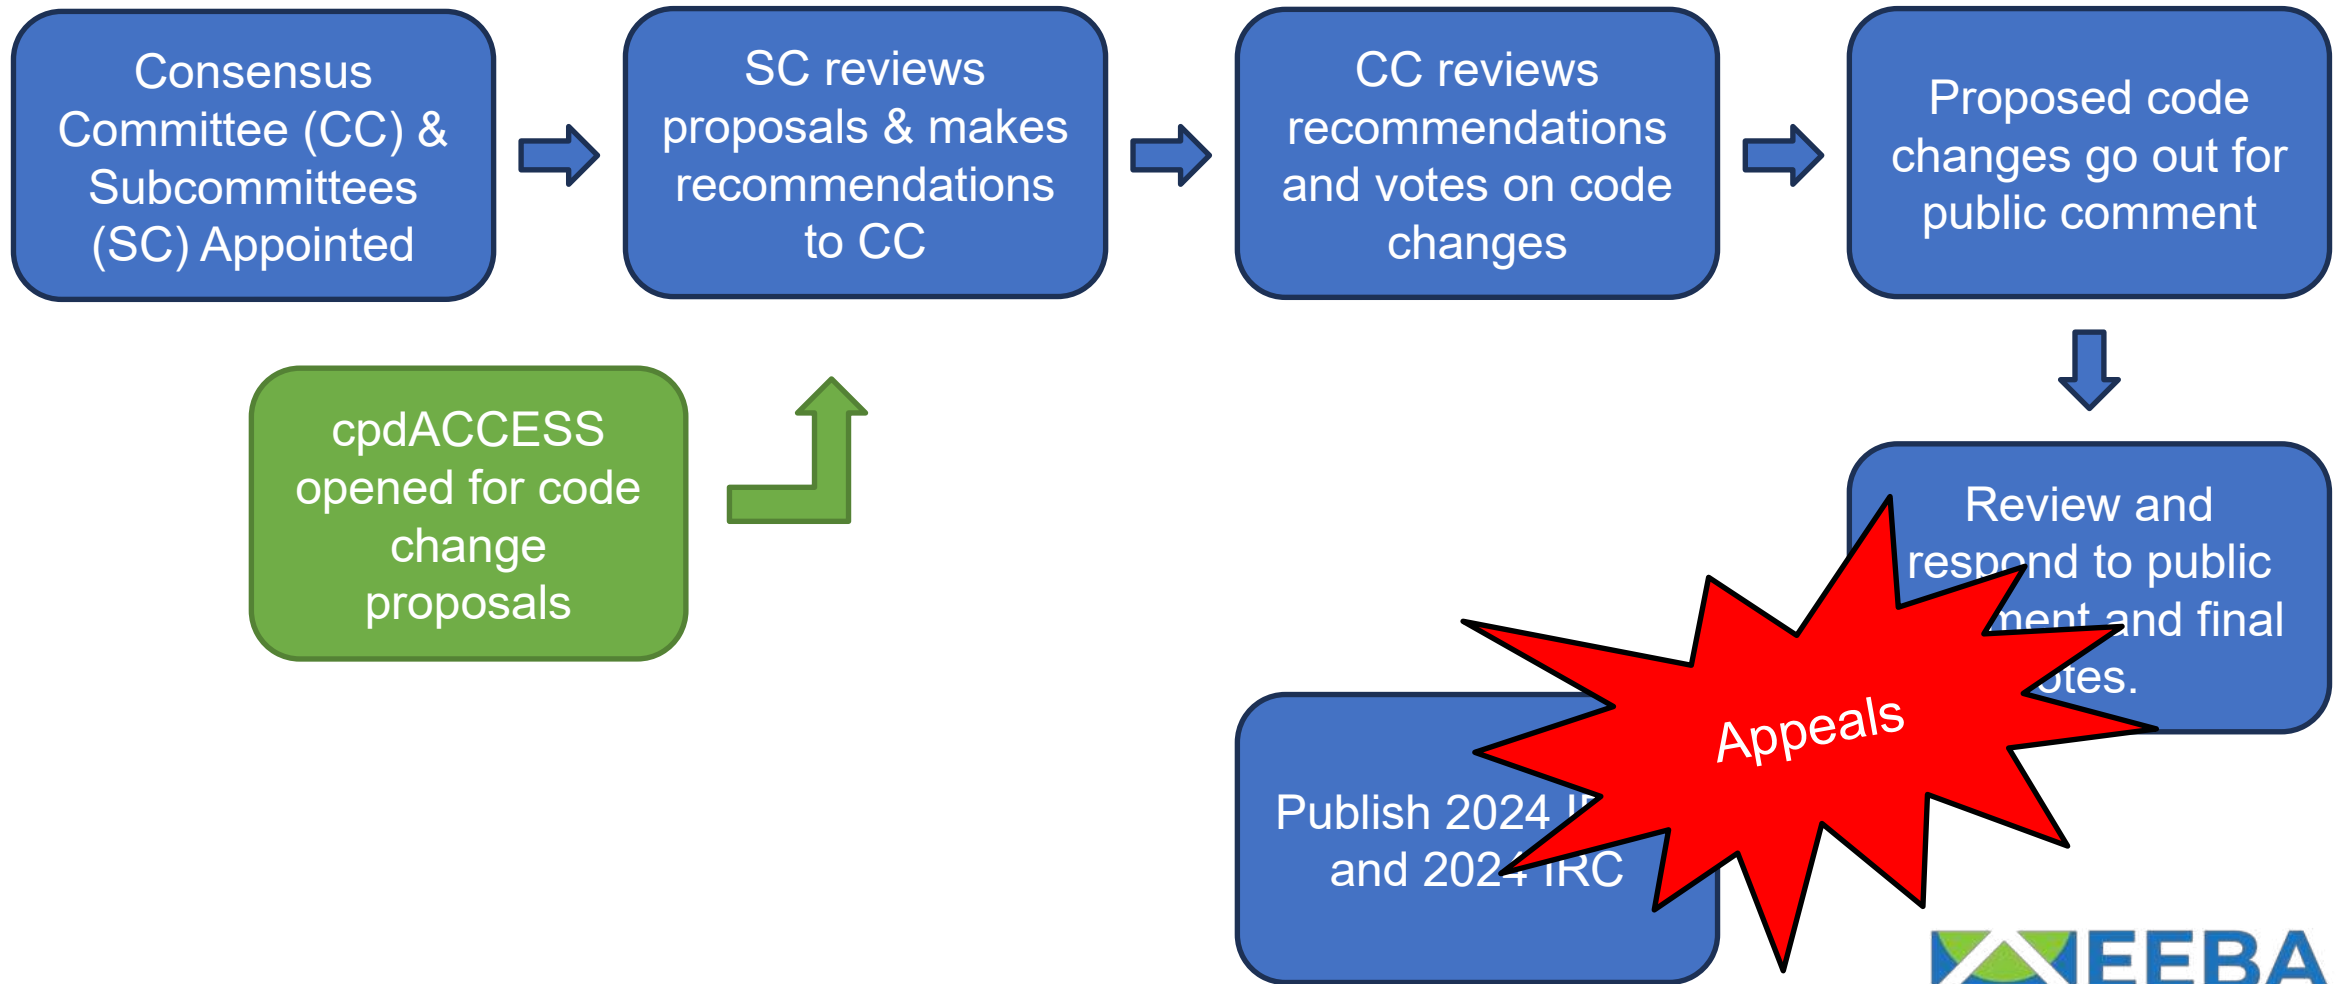 Consensus
Committee (CC) &
Subcommittees
(SC) Appointed
SC reviews
proposals & makes
recommendations
to CC
CC reviews
recommendations
and votes on code
changes
Proposed code
changes go out for
public comment
cpdACCESS
opened for code
change
proposals
Review and
respond to public
and final
Appeals
Publish 2024
and 2024 IRC
EEBA